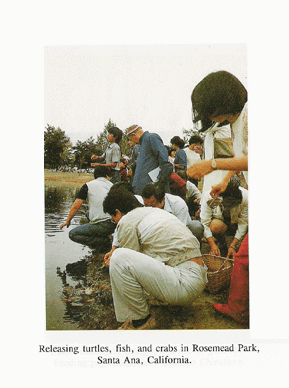 Releasing turtles, fish, and crabs in Rosemead Park,
Santa Ana, California.